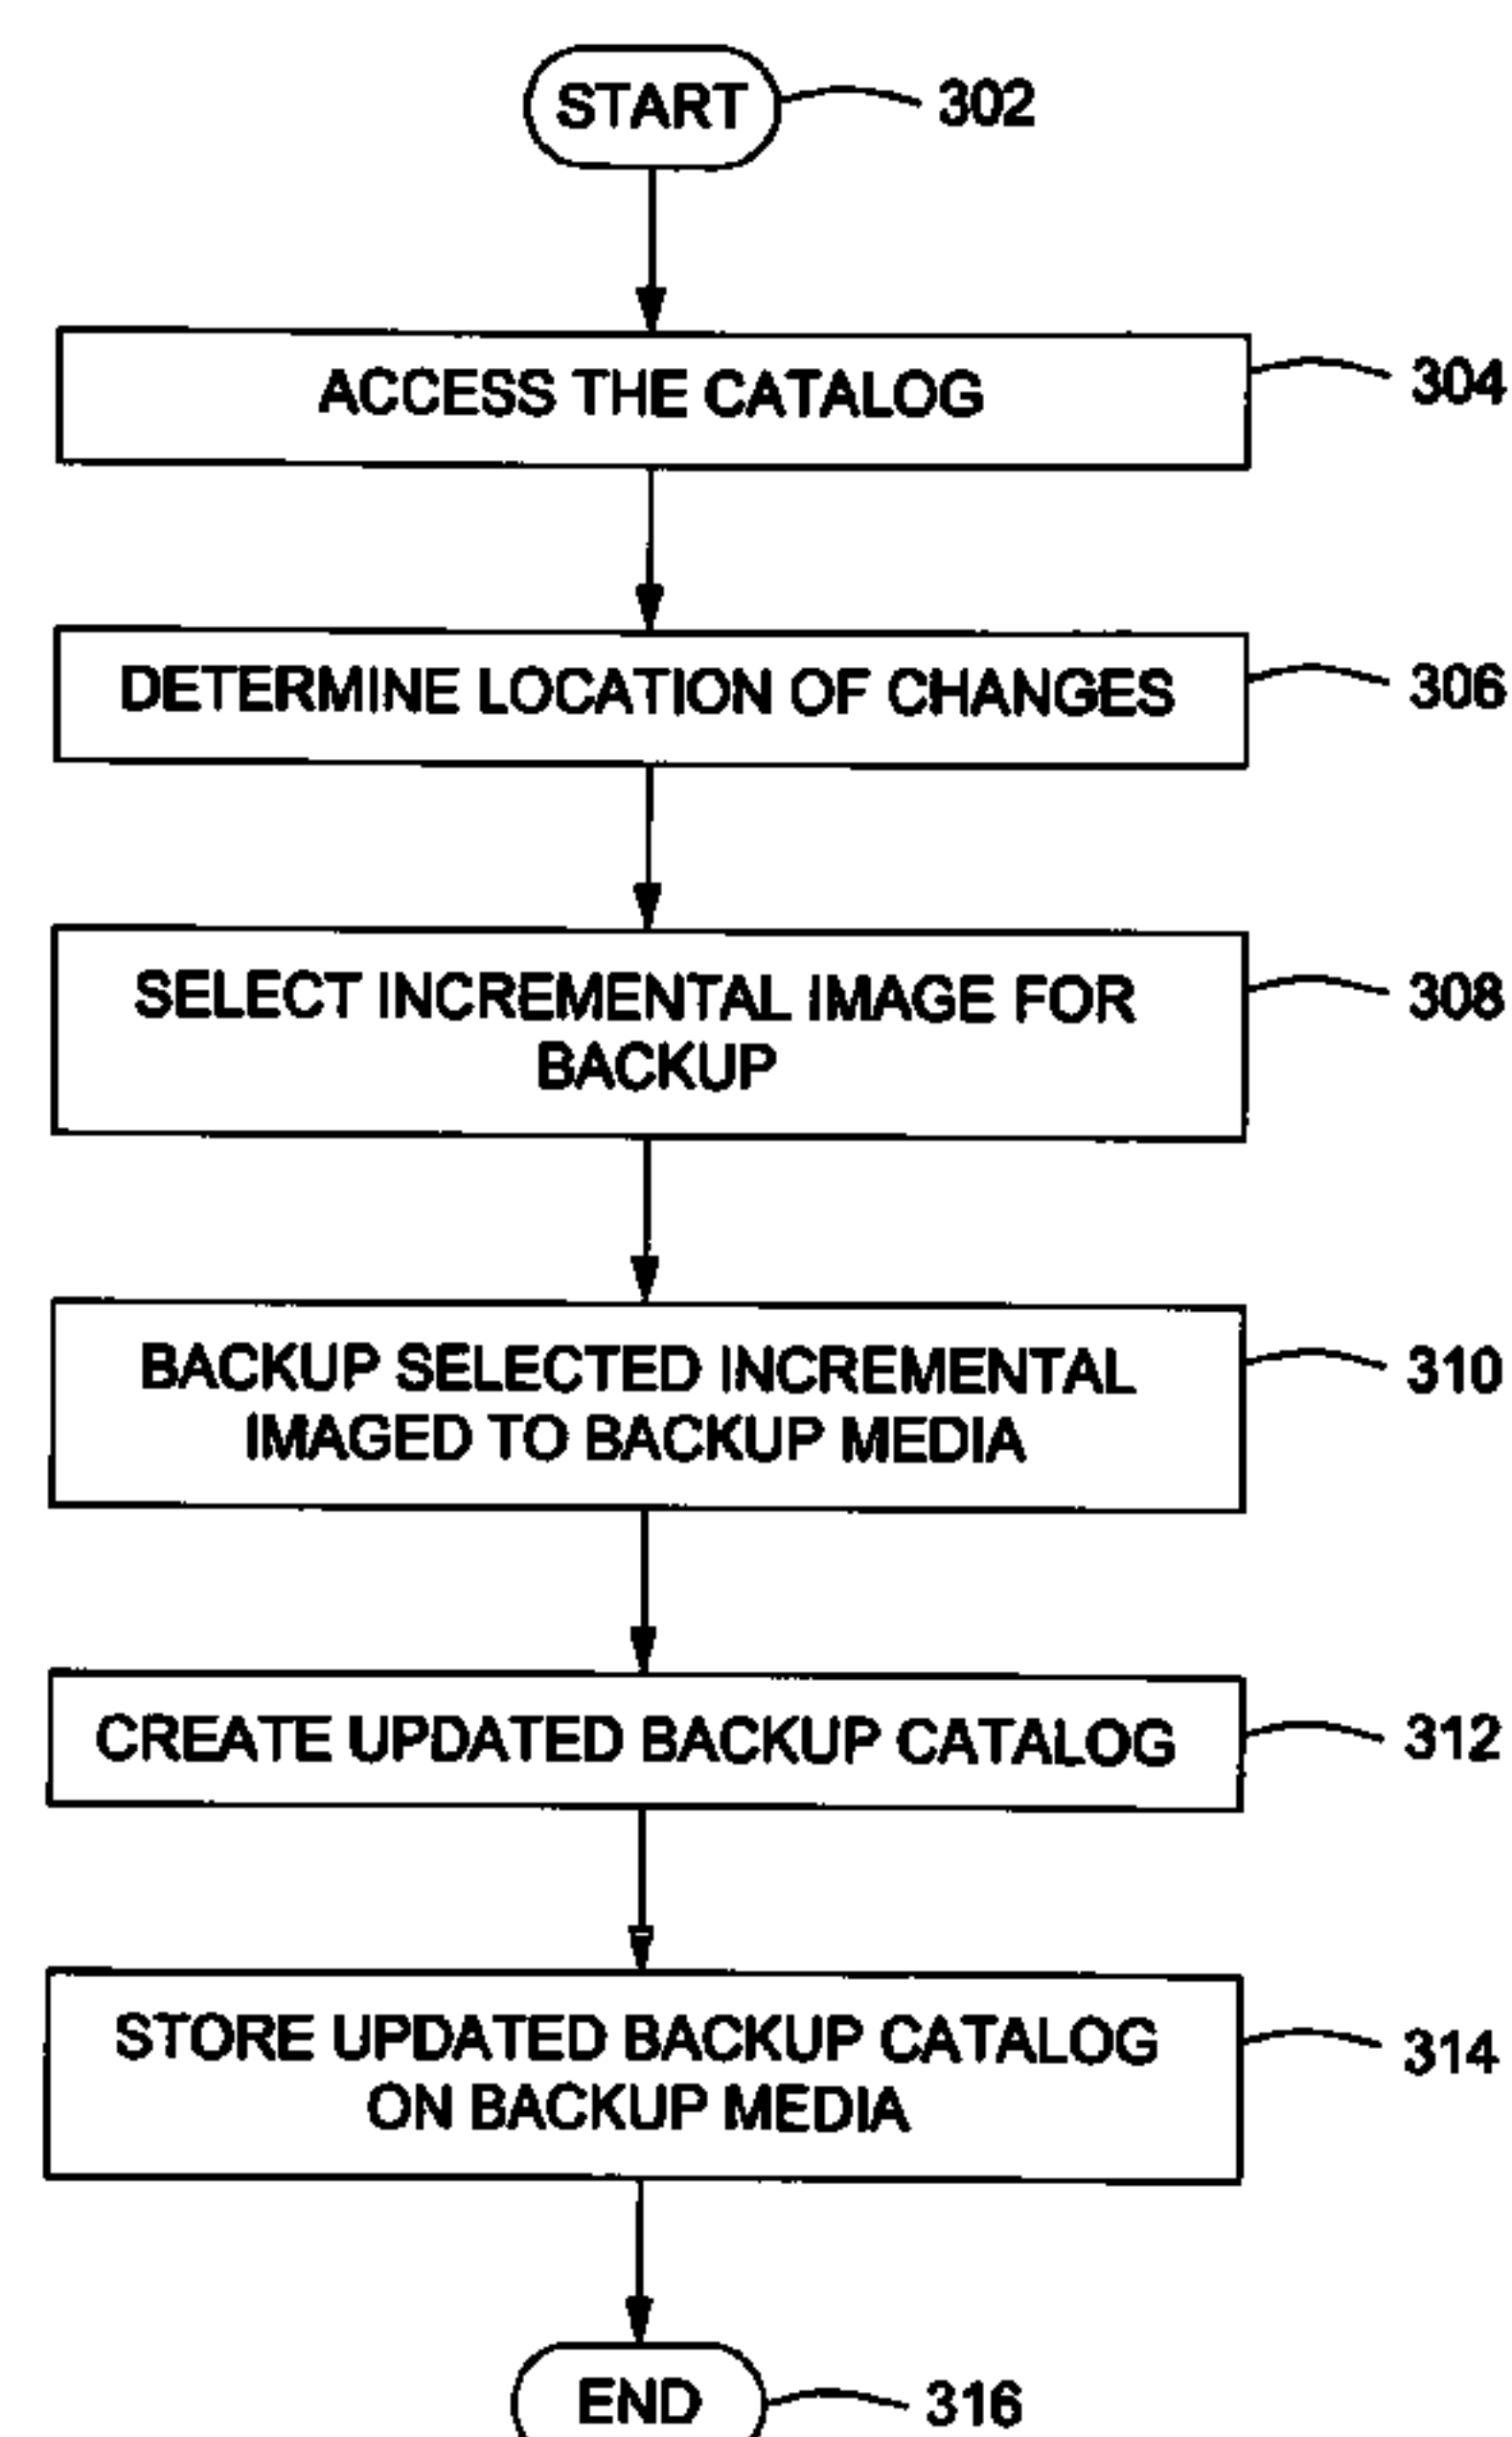 START 302
ACCESS THE CATALOG 304
DETERMINE LOCATION OF CHANGES 306
SELECT INCREMENTAL IMAGE FOR 308
BACKUP
BACKUP SELECTED INCREMENTAL 310
IMAGED TO BACKUP MEDIA
CREATE UPDATED BACKUP CATALOG 312
STORE UPDATED BACKUP CATALOG 314
ON BACKUP MEDIA
END 316